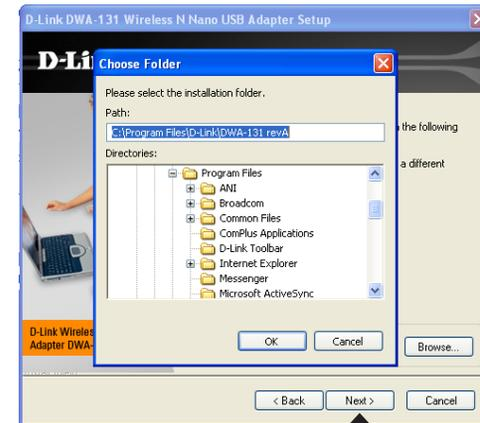 D-Link DWA-131 Wireless N Nano USB Adapter Setup
D-Li
Choose Folder
Please select the installation folder.
Path:
C:\Program Files\D-Link\DWA-131 revA
the following
Directories:
a different
Program Files
ANI
Broadcom
Common Files
ComPlus Applications
D-Link Toolbar
Internet Explorer
Messenger
Microsoft ActiveSync
D-Link Wireles
Adapter DWA-
OK Cancel
Browse...
< Back Next > Cancel